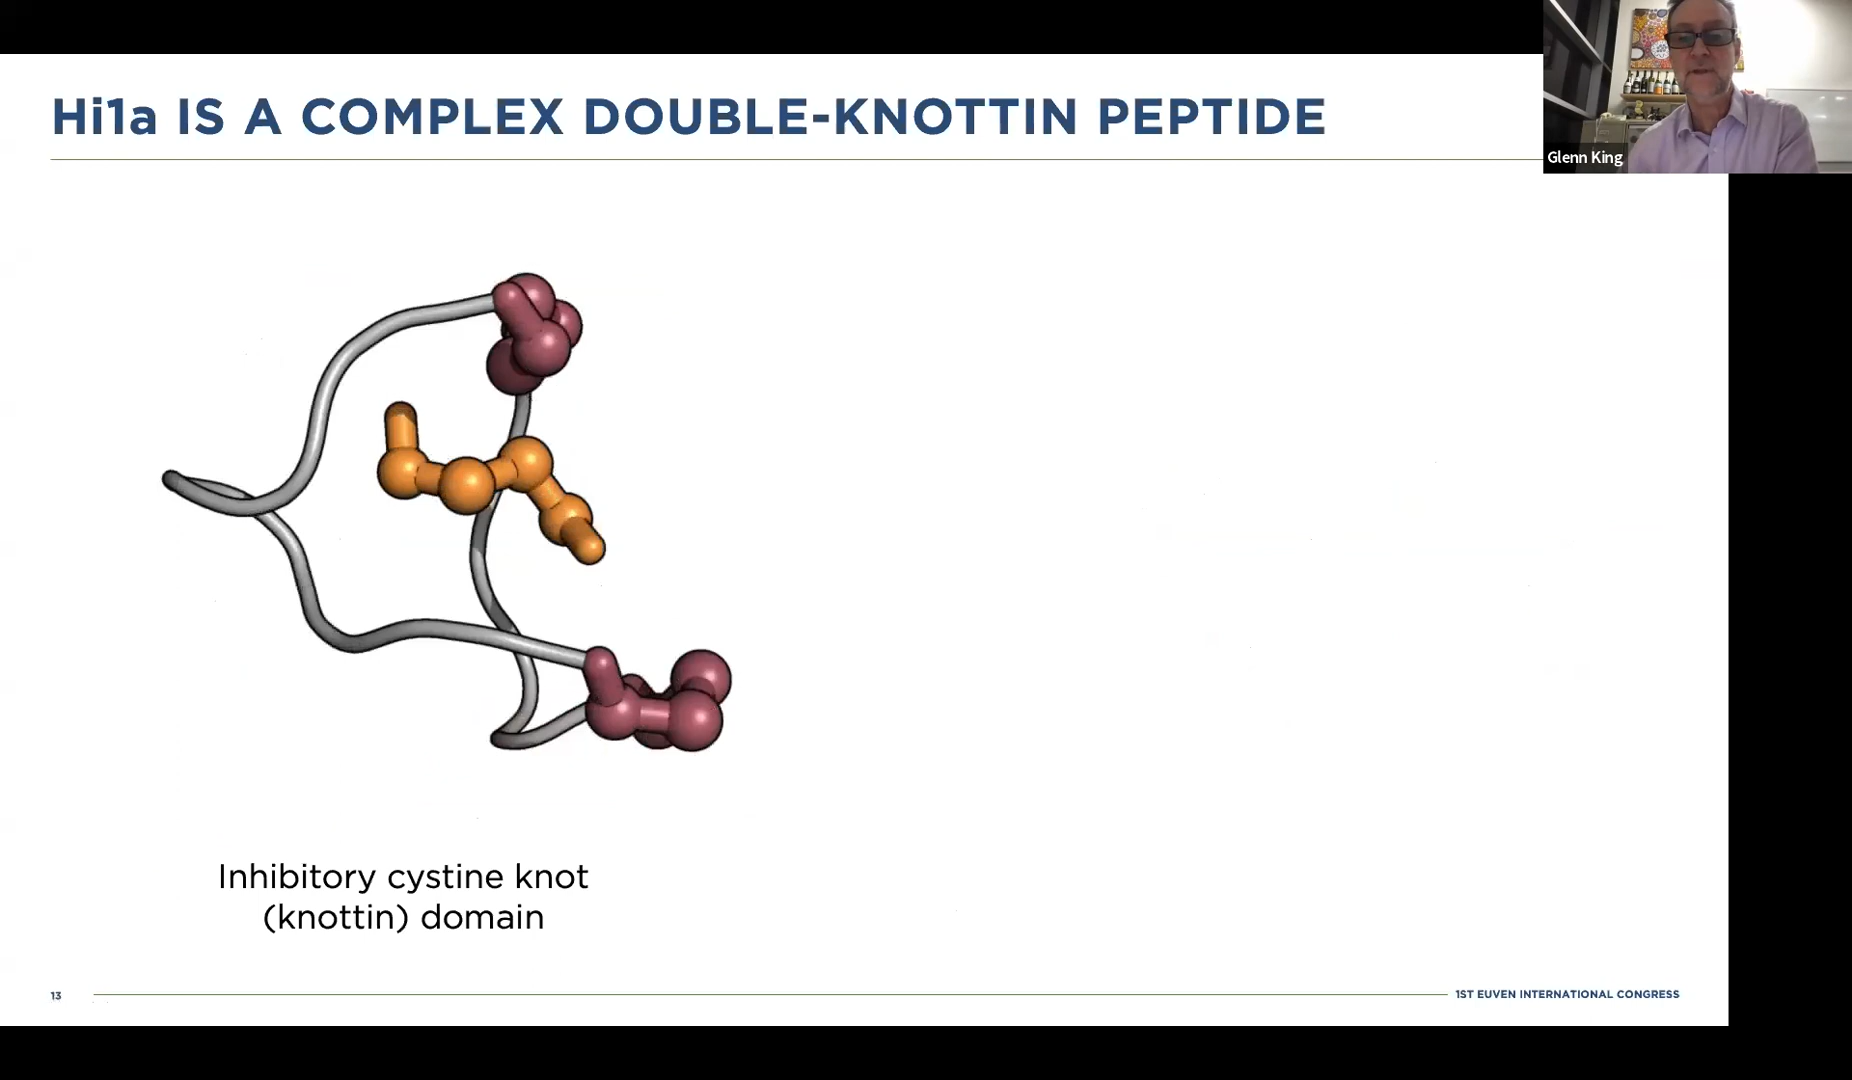 Hi1a IS A COMPLEX DOUBLE-KNOTTIN PEPTIDE
Glenn King
Inhibitory cystine knot
(knottin) domain
13
1ST EUVEN INTERNATIONAL CONGRESS